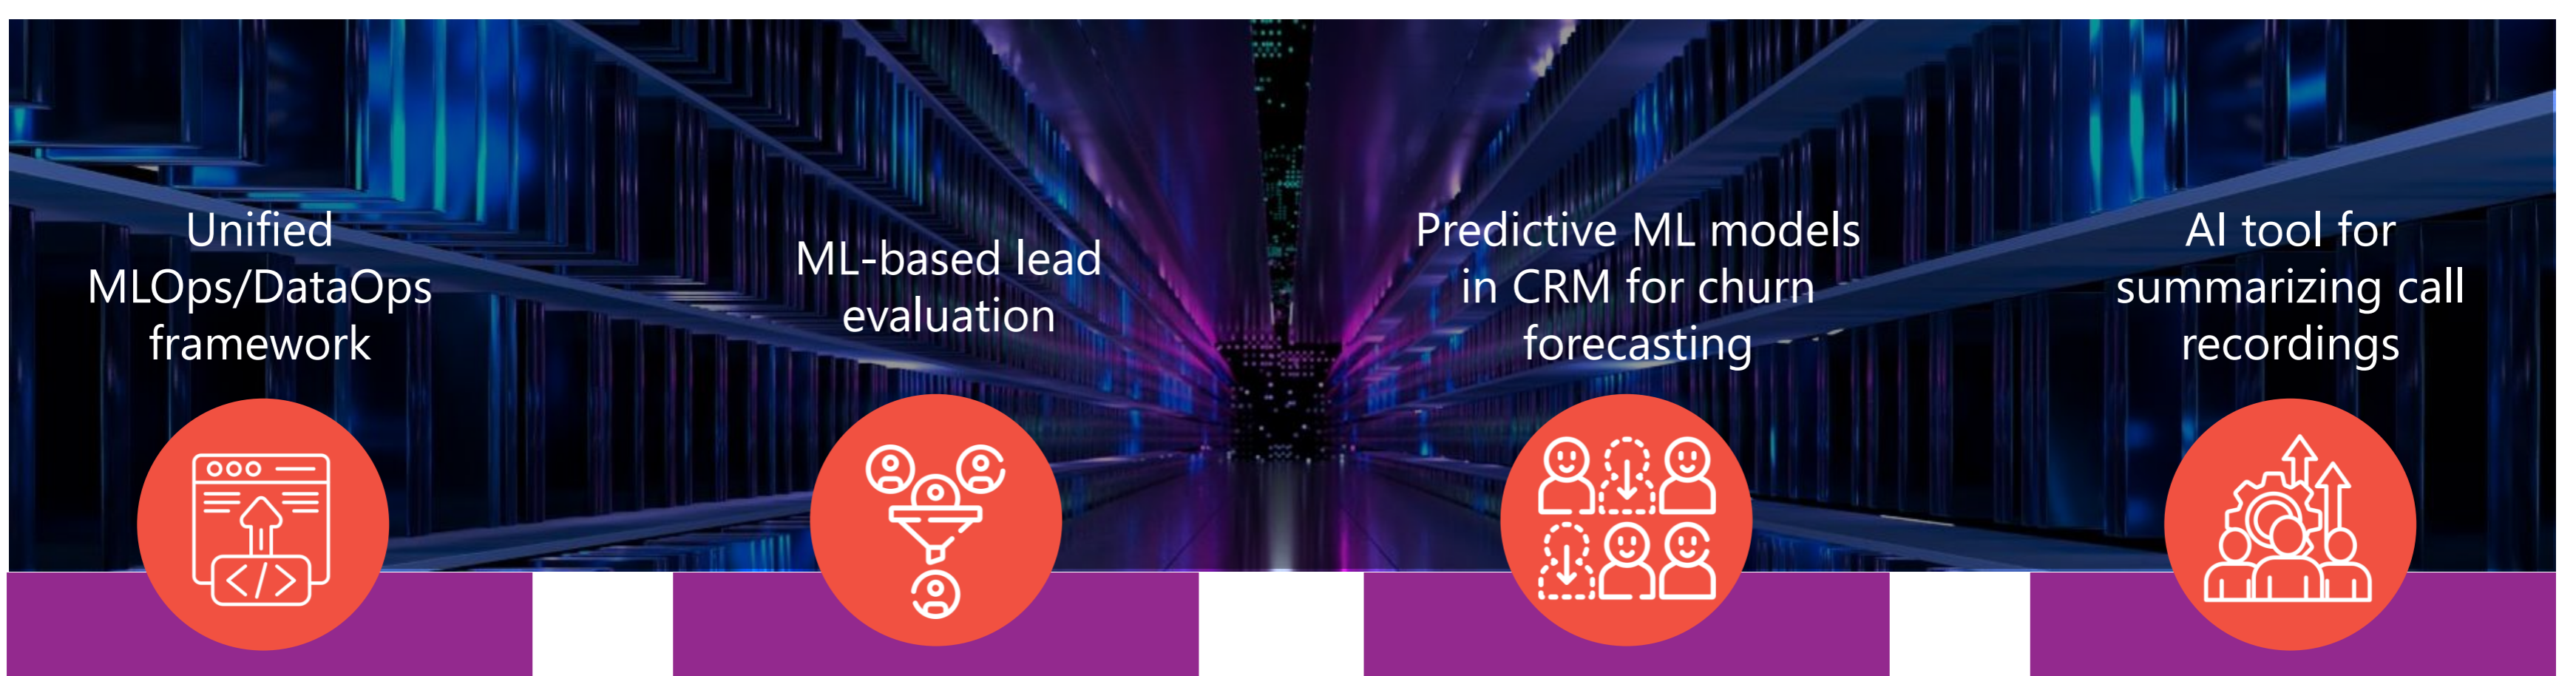 Unified
MLOps/DataOps
framework
ML-based lead
evaluation
Predictive ML models
in CRM for churn
forecasting
AI tool for
summarizing call
recordings
</>